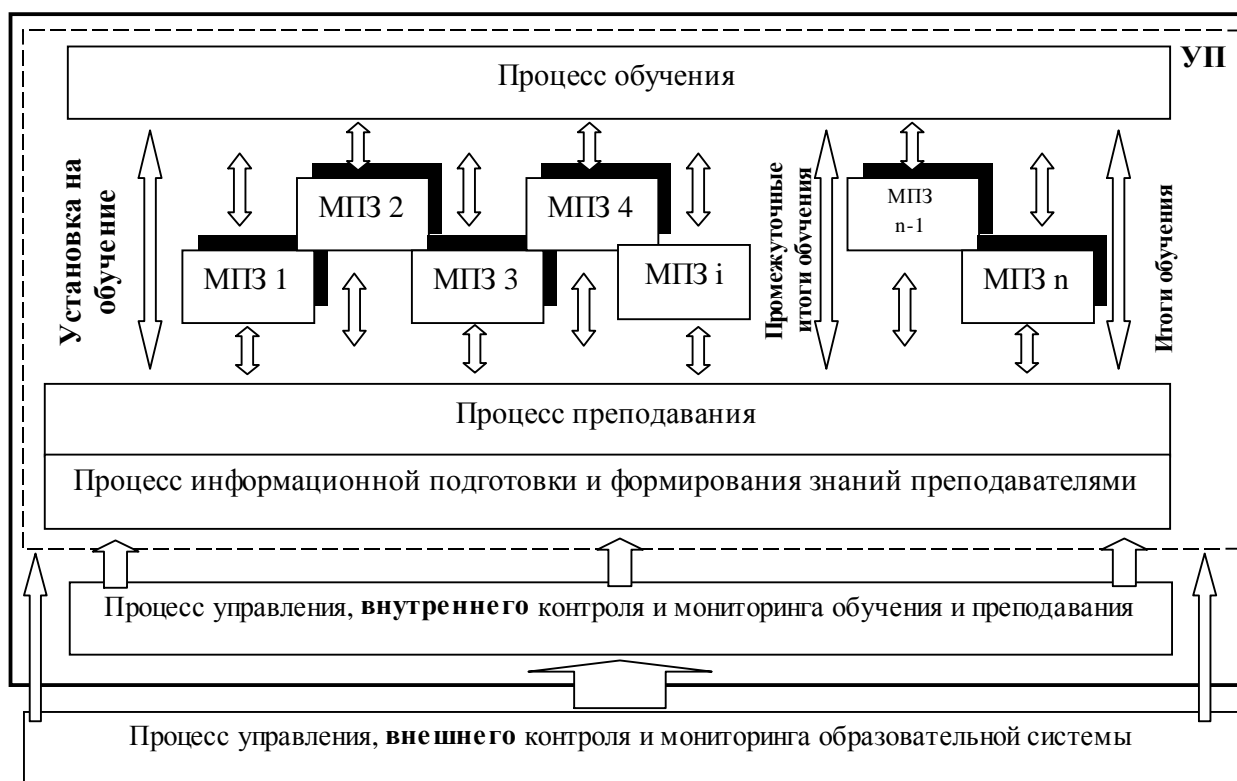 УП
Процесс обучения
Установка на
обучение
МПЗ 2
МПЗ 4
МПЗ
n-1
МПЗ 1
МПЗ 3
МПЗ i
МПЗ n
Промежуточные
итоги обучения
Итоги обучения
Процесс преподавания
Процесс информационной подготовки и формирования знаний преподавателями
Процесс управления, внутреннего контроля и мониторинга обучения и преподавания
Процесс управления, внешнего контроля и мониторинга образовательной системы